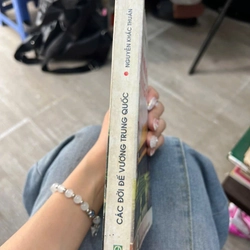 NGUYỄN KHẮC THUẦN
CÁC ĐỜI ĐẾ VƯƠNG TRUNG QUỐC